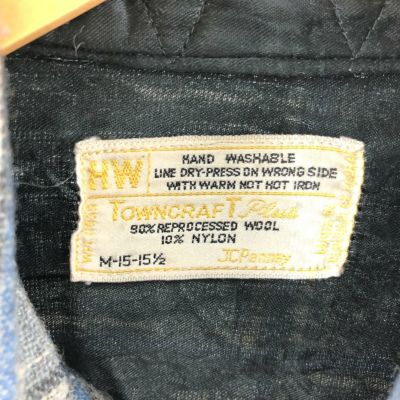 HW
HAND WASHABLE
LINE DRY-PRESS ON WRONG SIDE
WITH WARM NOT HOT IRON
TOWNCRAFT Plus
90% REPROCESSED WOOL
10% NYLON
M-15-15½ JCPenney